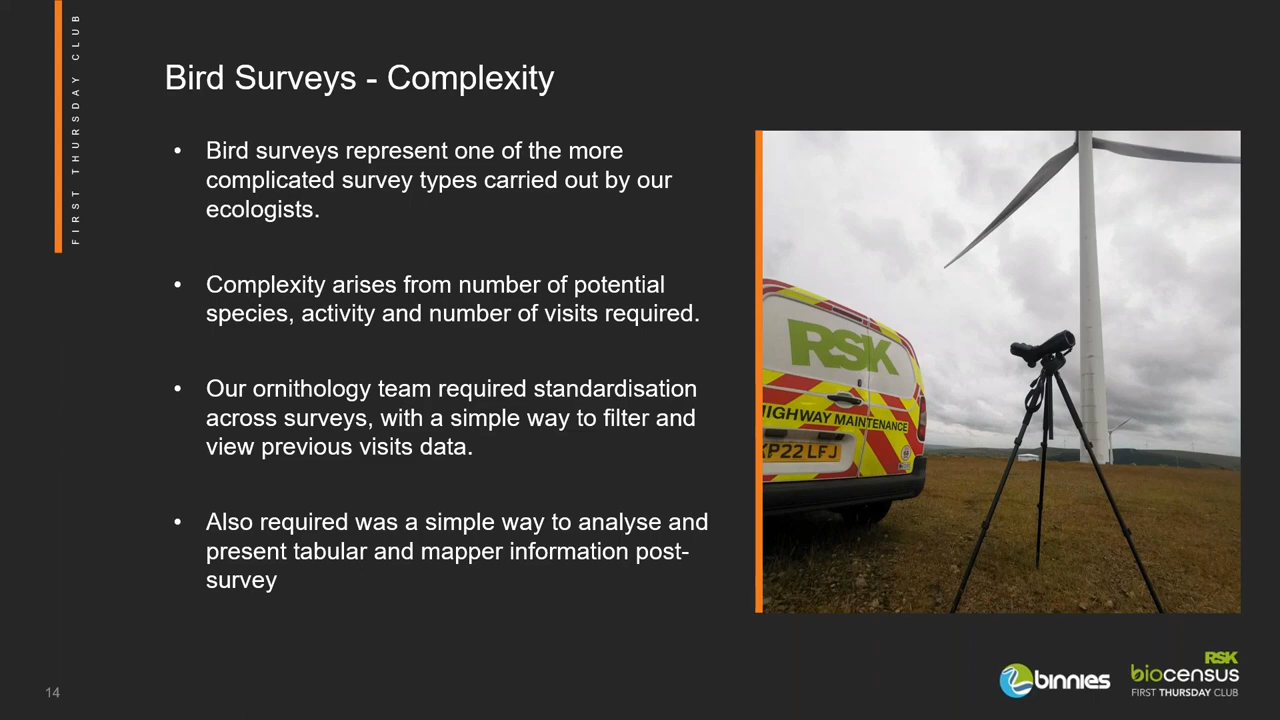 FIRST THURSDAY CLUB
Bird Surveys - Complexity
• Bird surveys represent one of the more
complicated survey types carried out by our
ecologists.
• Complexity arises from number of potential
species, activity and number of visits required.
• Our ornithology team required standardisation
across surveys, with a simple way to filter and
view previous visits data.
• Also required was a simple way to analyse and
present tabular and mapper information post-
survey
RSK
HIGHWAY MAINTENANCE
KP22 LFJ
14
binnies
RSK
biocensus
FIRST THURSDAY CLUB